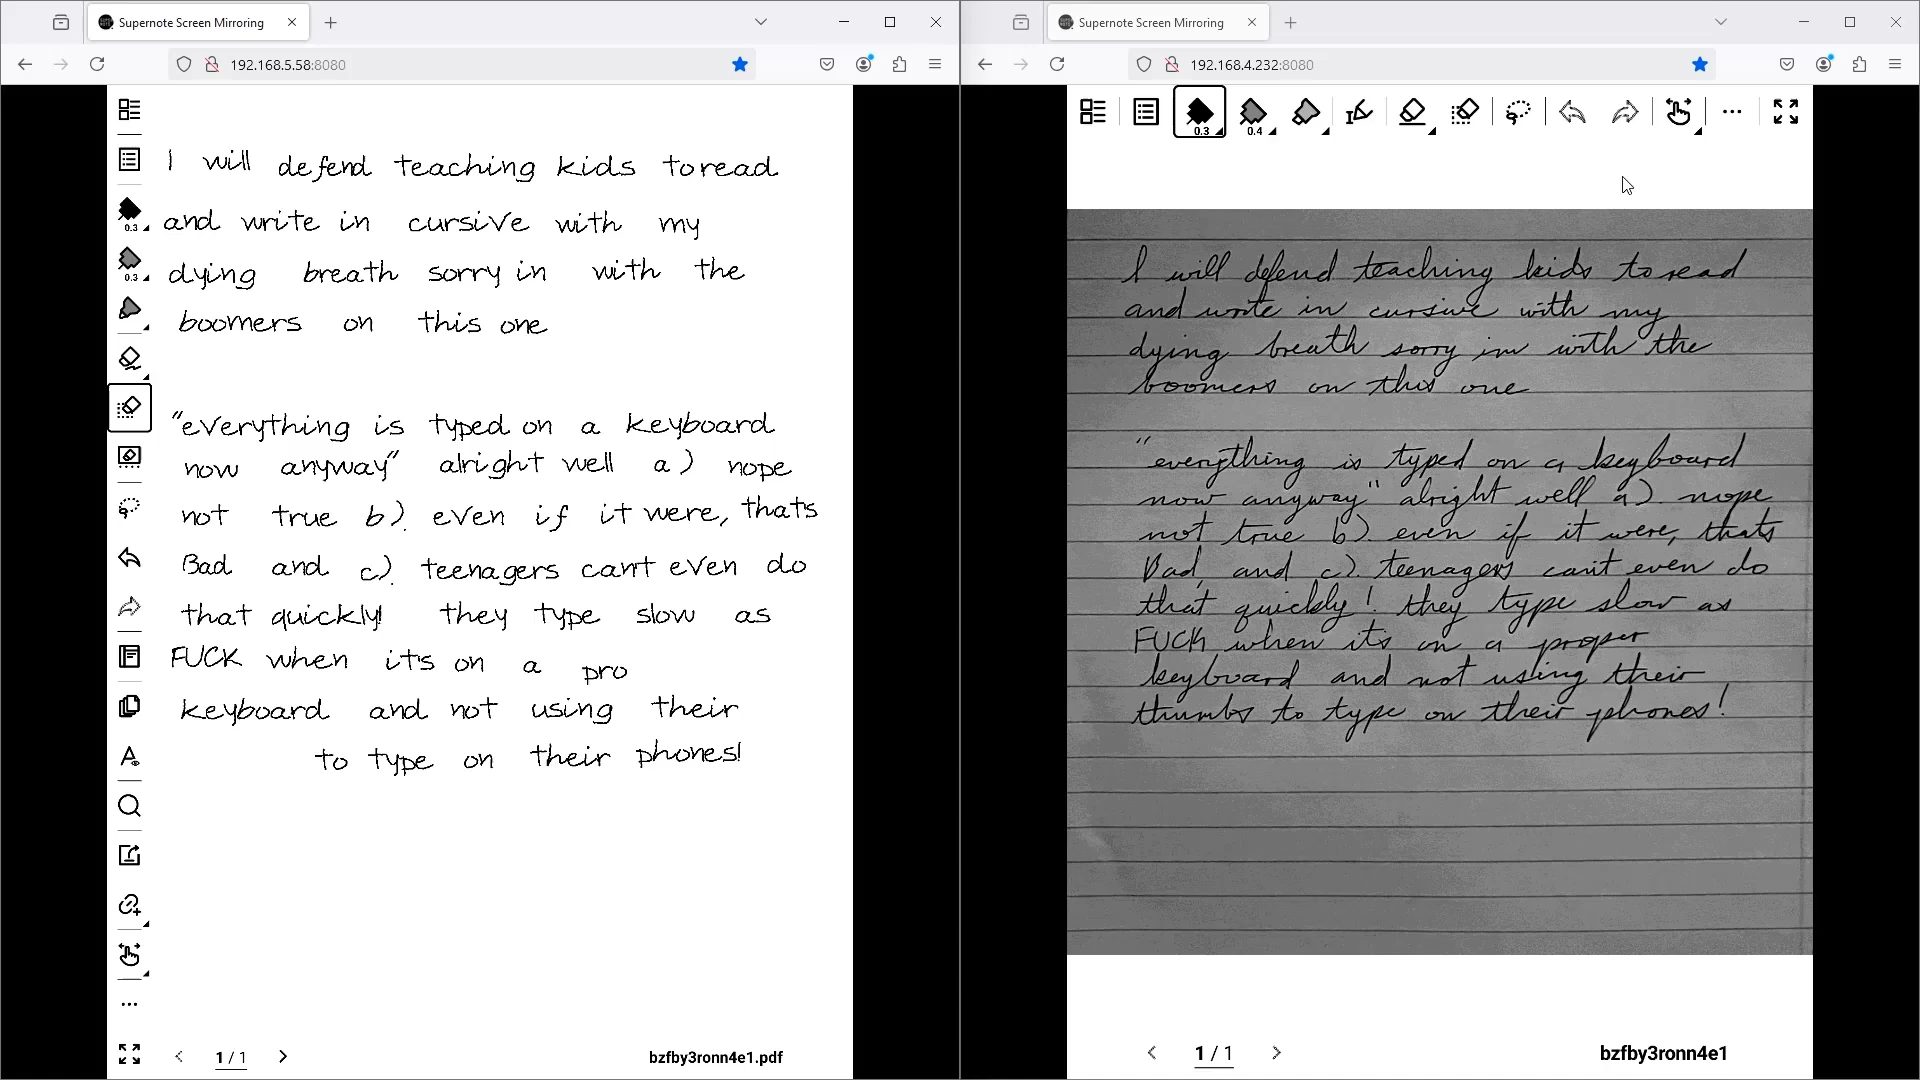 Supernote Screen Mirroring
192.168.5.58:8080
I will defend teaching kids to read
and write in cursive with my
dying breath sorry in with the
boomers on this one
"everything is typed on a keyboard
now anyway" alright well a) nope
not true b). even if it were, thats
Bad and c). teenagers can't even do
that quickly! they type slow as
FUCK when it's on a pro
keyboard and not using their
to type on their phones!
0.3
0.3
1 / 1
bzfby3ronn4e1.pdf
Supernote Screen Mirroring
192.168.4.232:8080
0.3
0.4
I will defend teaching kids to read
and write in cursive with my
dying breath sorry im with the
boomers on this one
"everything is typed on a keyboard
now anyway" alright well a). nope
not true b). even if it were, thats
Bad, and c). teenagers can't even do
that quickly! they type slow as
FUCK when it's on a proper
keyboard and not using their
thumbs to type on their phones!
1 / 1
bzfby3ronn4e1